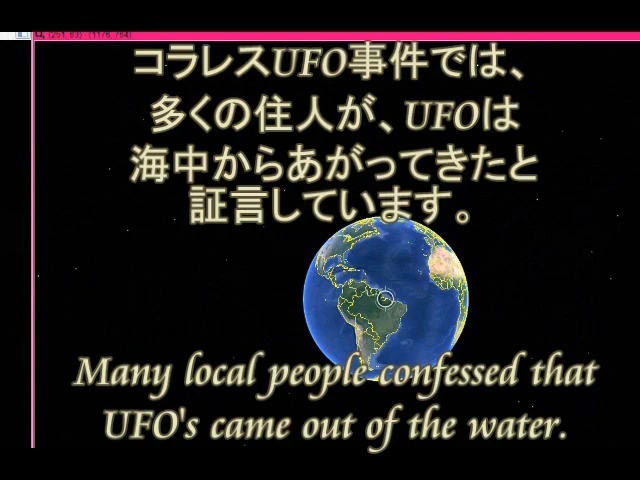 コラレスUFO事件では、
多くの住人が、UFOは
海中からあがってきたと
証言しています。
Many local people confessed that
UFO's came out of the water.